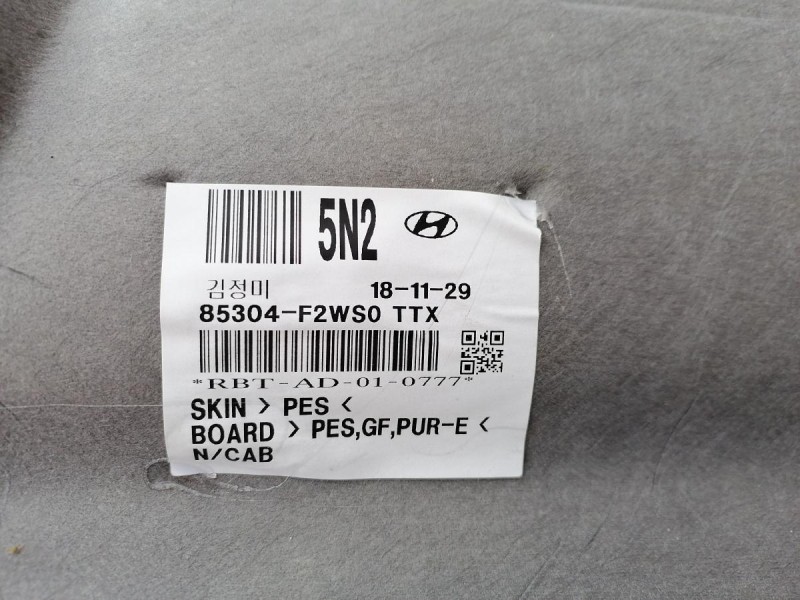 5N2
김정미 18-11-29
85304-F2WS0 TTX
*RBT-AD-01-0777*
SKIN > PES <
BOARD > PES,GF,PUR-E <
N/CAB